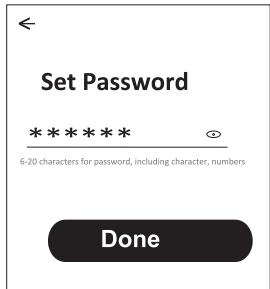 Set Password
******
6-20 characters for password, including character, numbers
Done